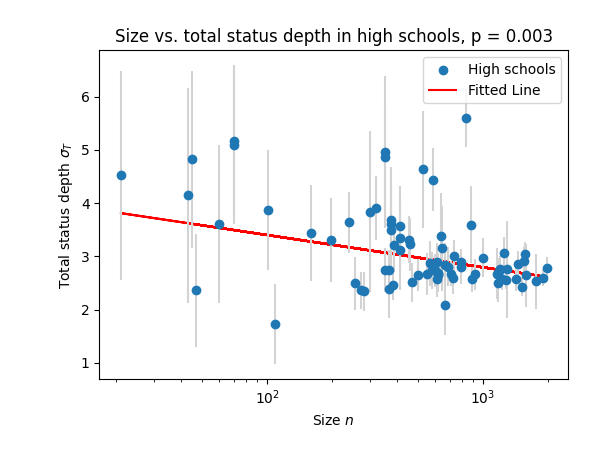 Size vs. total status depth in high schools, p = 0.003
High schools
Fitted Line
Total status depth σ_T
6
5
4
3
2
1
10²
10³
Size n